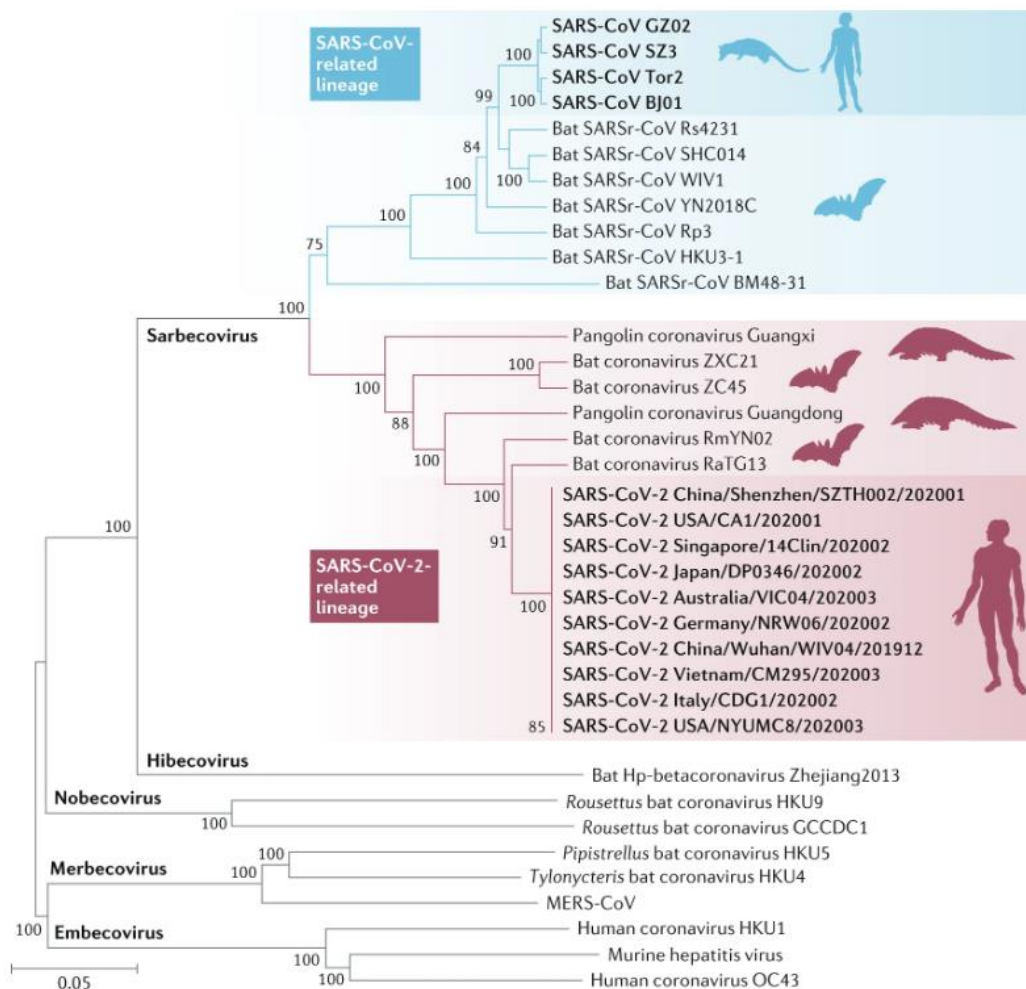 SARS-CoV-
related
lineage
SARS-CoV GZ02
SARS-CoV SZ3
SARS-CoV Tor2
SARS-CoV BJ01
Bat SARSr-CoV Rs4231
Bat SARSr-CoV SHC014
Bat SARSr-CoV WIV1
Bat SARSr-CoV YN2018C
Bat SARSr-CoV Rp3
Bat SARSr-CoV HKU3-1
Bat SARSr-CoV BM48-31
100
100
99
84
100
100
100
75
100
Sarbecovirus
Pangolin coronavirus Guangxi
Bat coronavirus ZXC21
Bat coronavirus ZC45
Pangolin coronavirus Guangdong
Bat coronavirus RmYN02
Bat coronavirus RaTG13
100
100
88
100
100
91
100
85
SARS-CoV-2-
related
lineage
SARS-CoV-2 China/Shenzhen/SZTH002/202001
SARS-CoV-2 USA/CA1/202001
SARS-CoV-2 Singapore/14Clin/202002
SARS-CoV-2 Japan/DP0346/202002
SARS-CoV-2 Australia/VIC04/202003
SARS-CoV-2 Germany/NRW06/202002
SARS-CoV-2 China/Wuhan/WIV04/201912
SARS-CoV-2 Vietnam/CM295/202003
SARS-CoV-2 Italy/CDG1/202002
SARS-CoV-2 USA/NYUMC8/202003
100
Hibecovirus
Bat Hp-betacoronavirus Zhejiang2013
Nobecovirus
Rousettus bat coronavirus HKU9
100
Rousettus bat coronavirus GCCDC1
Merbecovirus
100
100
Pipistrellus bat coronavirus HKU5
Tylonycteris bat coronavirus HKU4
MERS-CoV
100
Embecovirus
Human coronavirus HKU1
100
Murine hepatitis virus
100
Human coronavirus OC43
0.05